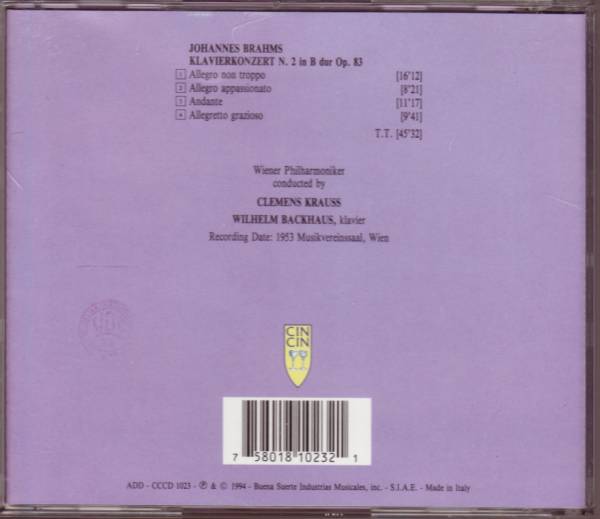 JOHANNES BRAHMS
KLAVIERKONZERT N. 2 in B dur Op. 83
1 Allegro non troppo [16'12]
2 Allegro appassionato [8'21]
3 Andante [11'17]
4 Allegretto grazioso [9'41]
T.T. [45'32]
Wiener Philharmoniker
conducted by
CLEMENS KRAUSS
WILHELM BACKHAUS, klavier
Recording Date: 1953 Musikvereinssaal, Wien
CIN
CIN
7 58018 10232 1
ADD - CCCD 1023 - ℗ & © 1994 - Buena Suerte Industrias Musicales, inc. - S.I.A.E. - Made in Italy